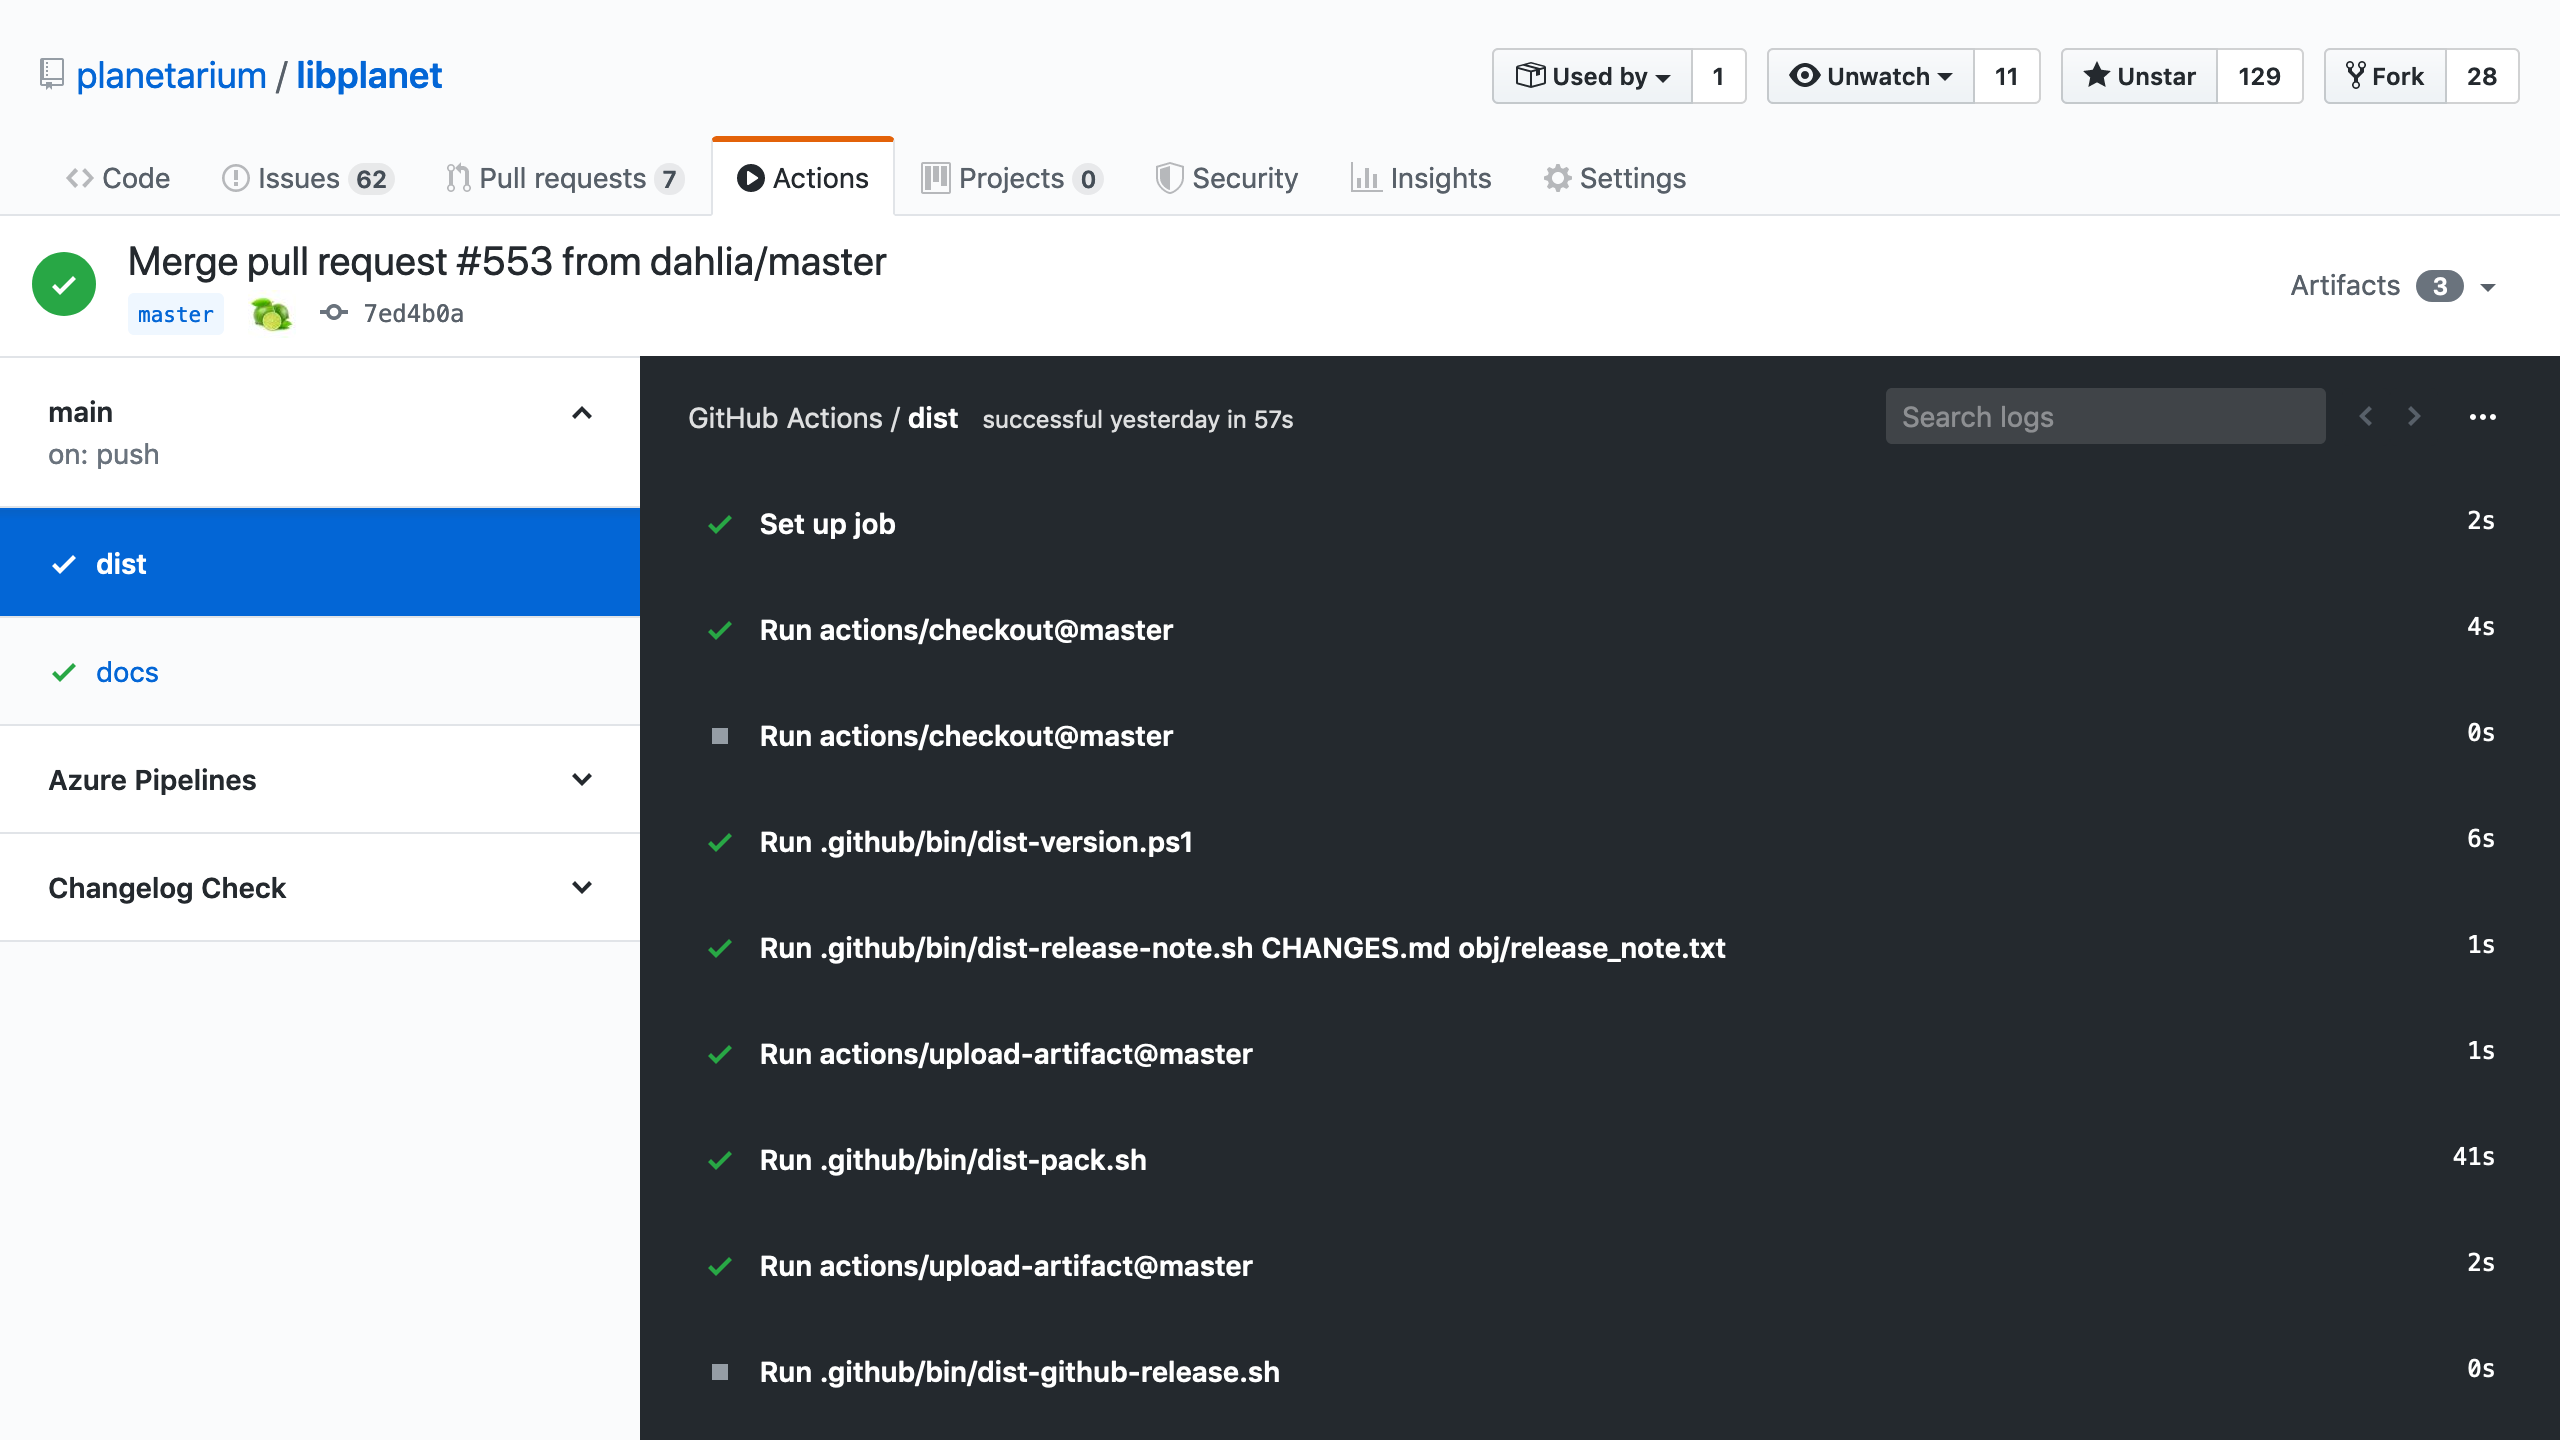 planetarium / libplanet
Used by 1
Unwatch 11
Unstar 129
Fork 28
Code
Issues 62
Pull requests 7
Actions
Projects 0
Security
Insights
Settings
Merge pull request #553 from dahlia/master
master 7ed4b0a
Artifacts 3
main
on: push
dist
docs
Azure Pipelines
Changelog Check
GitHub Actions / dist successful yesterday in 57s
Search logs
Set up job 2s
Run actions/checkout@master 4s
Run actions/checkout@master 0s
Run .github/bin/dist-version.ps1 6s
Run .github/bin/dist-release-note.sh CHANGES.md obj/release_note.txt 1s
Run actions/upload-artifact@master 1s
Run .github/bin/dist-pack.sh 41s
Run actions/upload-artifact@master 2s
Run .github/bin/dist-github-release.sh 0s